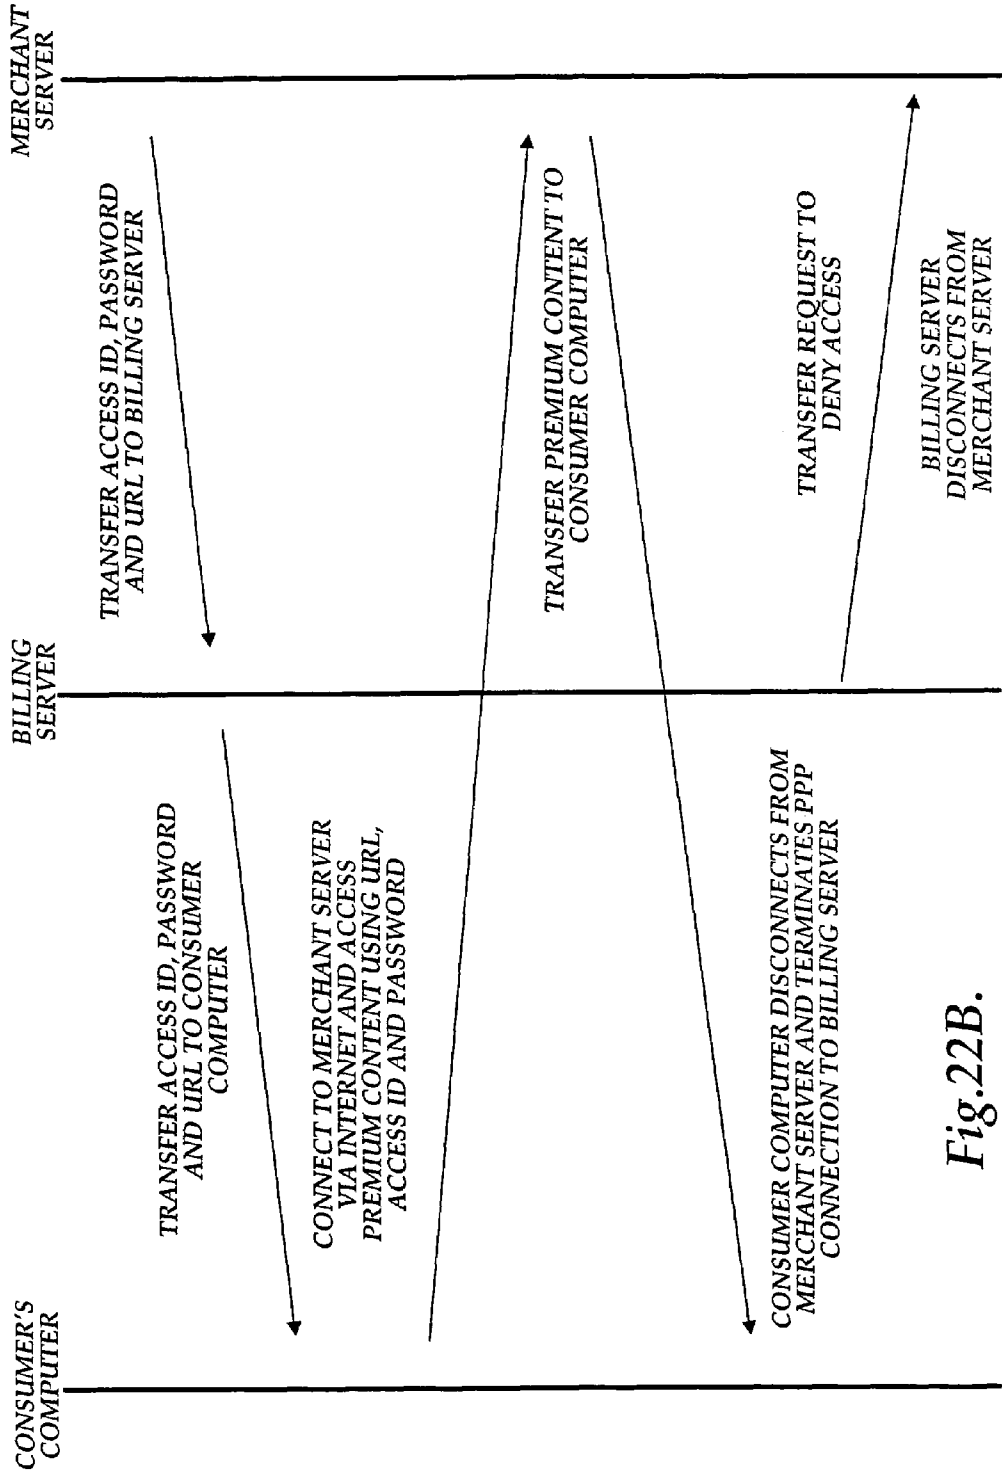 CONSUMER'S
COMPUTER
BILLING
SERVER
MERCHANT
SERVER
TRANSFER ACCESS ID, PASSWORD
AND URL TO BILLING SERVER
TRANSFER ACCESS ID, PASSWORD
AND URL TO CONSUMER
COMPUTER
CONNECT TO MERCHANT SERVER
VIA INTERNET AND ACCESS
PREMIUM CONTENT USING URL,
ACCESS ID AND PASSWORD
TRANSFER PREMIUM CONTENT TO
CONSUMER COMPUTER
CONSUMER COMPUTER DISCONNECTS FROM
MERCHANT SERVER AND TERMINATES PPP
CONNECTION TO BILLING SERVER
TRANSFER REQUEST TO
DENY ACCESS
BILLING SERVER
DISCONNECTS FROM
MERCHANT SERVER
Fig.22B.